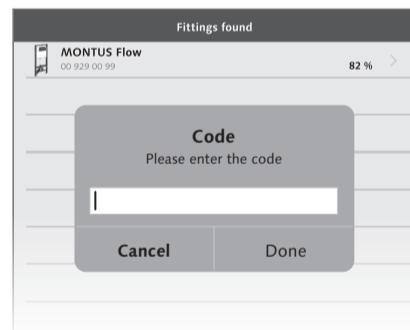 Fittings found
MONTUS Flow
00 929 00 99
82 %
Code
Please enter the code
Cancel
Done